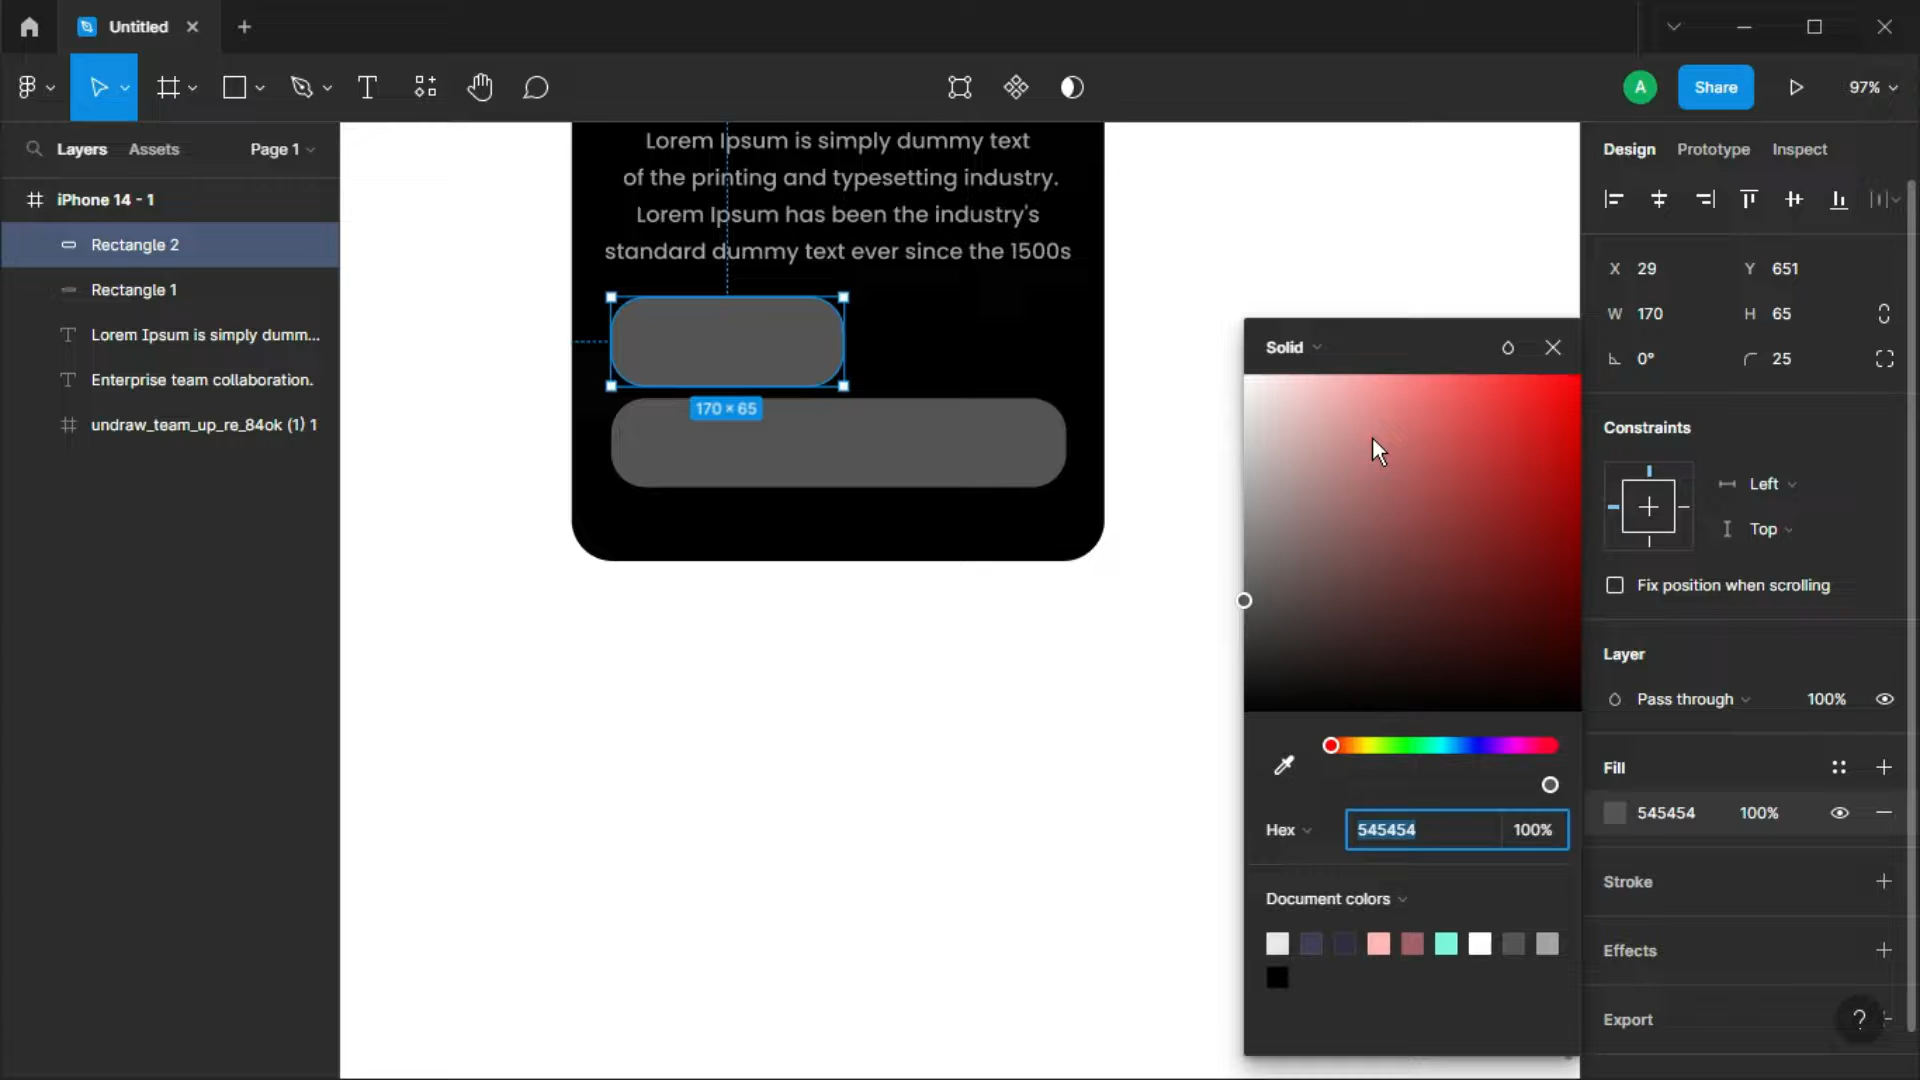 Untitled
A
Share
97%
Layers
Assets
Page 1
Design
Prototype
Inspect
iPhone 14 - 1
Rectangle 2
Rectangle 1
Lorem Ipsum is simply dumm...
Enterprise team collaboration.
undraw_team_up_re_84ok (1) 1
Lorem Ipsum is simply dummy text
of the printing and typesetting industry.
Lorem Ipsum has been the industry's
standard dummy text ever since the 1500s
170 × 65
Solid
Hex
545454
100%
Document colors
X 29
Y 651
W 170
H 65
0°
25
Constraints
Left
Top
Fix position when scrolling
Layer
Pass through
100%
Fill
545454
100%
Stroke
Effects
Export
?